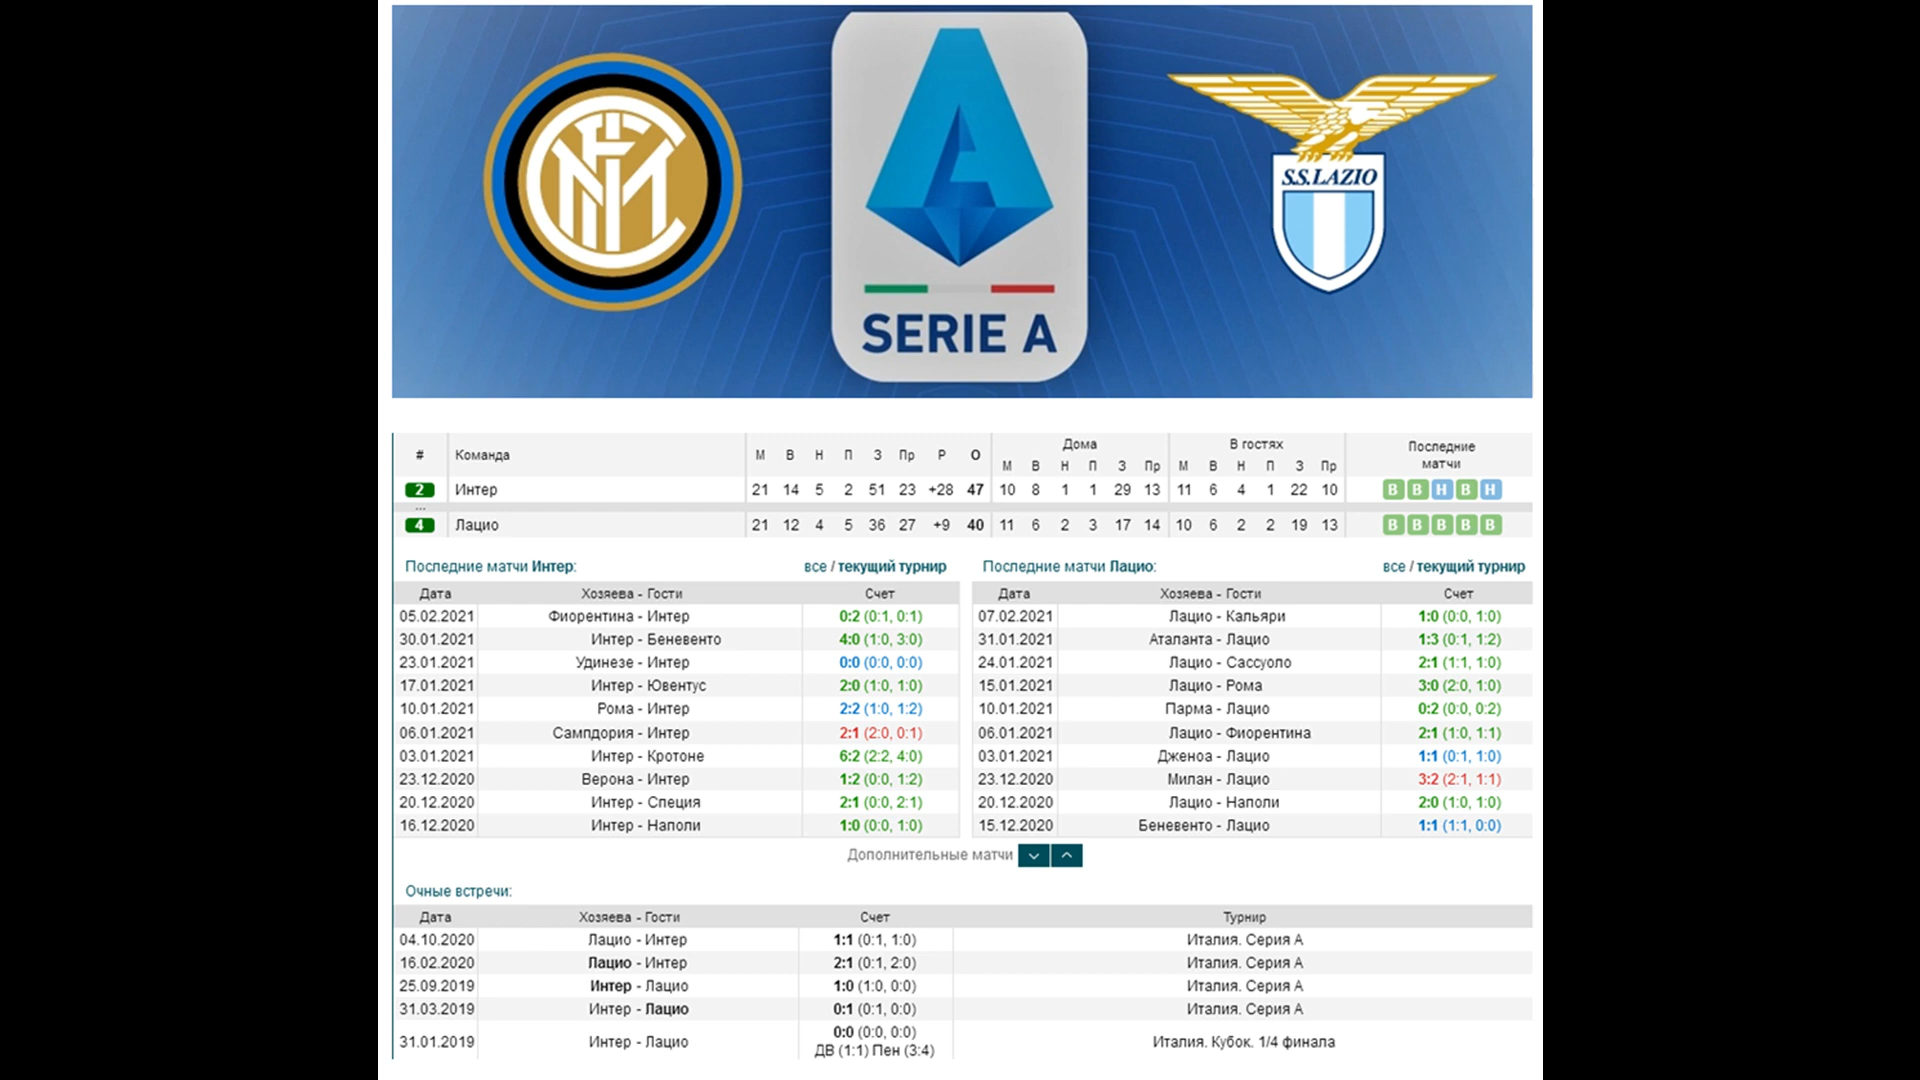 S.S.LAZIO
SERIE A
# Команда М В Н П З Пр Р О Дома М В Н П З Пр В гостях М В Н П З Пр Последние матчи
2 Интер 21 14 5 2 51 23 +28 47 10 8 1 1 29 13 11 6 4 1 22 10 В В Н В Н
...
4 Лацио 21 12 4 5 36 27 +9 40 11 6 2 3 17 14 10 6 2 2 19 13 В В В В В
Последние матчи Интер: все / текущий турнир
Дата Хозяева - Гости Счет
05.02.2021 Фиорентина - Интер 0:2 (0:1, 0:1)
30.01.2021 Интер - Беневенто 4:0 (1:0, 3:0)
23.01.2021 Удинезе - Интер 0:0 (0:0, 0:0)
17.01.2021 Интер - Ювентус 2:0 (1:0, 1:0)
10.01.2021 Рома - Интер 2:2 (1:0, 1:2)
06.01.2021 Сампдория - Интер 2:1 (2:0, 0:1)
03.01.2021 Интер - Кротоне 6:2 (2:2, 4:0)
23.12.2020 Верона - Интер 1:2 (0:0, 1:2)
20.12.2020 Интер - Специя 2:1 (0:0, 2:1)
16.12.2020 Интер - Наполи 1:0 (0:0, 1:0)
Последние матчи Лацио: все / текущий турнир
Дата Хозяева - Гости Счет
07.02.2021 Лацио - Кальяри 1:0 (0:0, 1:0)
31.01.2021 Аталанта - Лацио 1:3 (0:1, 1:2)
24.01.2021 Лацио - Сассуоло 2:1 (1:1, 1:0)
15.01.2021 Лацио - Рома 3:0 (2:0, 1:0)
10.01.2021 Парма - Лацио 0:2 (0:0, 0:2)
06.01.2021 Лацио - Фиорентина 2:1 (1:0, 1:1)
03.01.2021 Дженоа - Лацио 1:1 (0:1, 1:0)
23.12.2020 Милан - Лацио 3:2 (2:1, 1:1)
20.12.2020 Лацио - Наполи 2:0 (1:0, 1:0)
15.12.2020 Беневенто - Лацио 1:1 (1:1, 0:0)
Дополнительные матчи
Очные встречи:
Дата Хозяева - Гости Счет Турнир
04.10.2020 Лацио - Интер 1:1 (0:1, 1:0) Италия. Серия А
16.02.2020 Лацио - Интер 2:1 (0:1, 2:0) Италия. Серия А
25.09.2019 Интер - Лацио 1:0 (1:0, 0:0) Италия. Серия А
31.03.2019 Интер - Лацио 0:1 (0:1, 0:0) Италия. Серия А
31.01.2019 Интер - Лацио 0:0 (0:0, 0:0) ДВ (1:1) Пен (3:4) Италия. Кубок. 1/4 финала